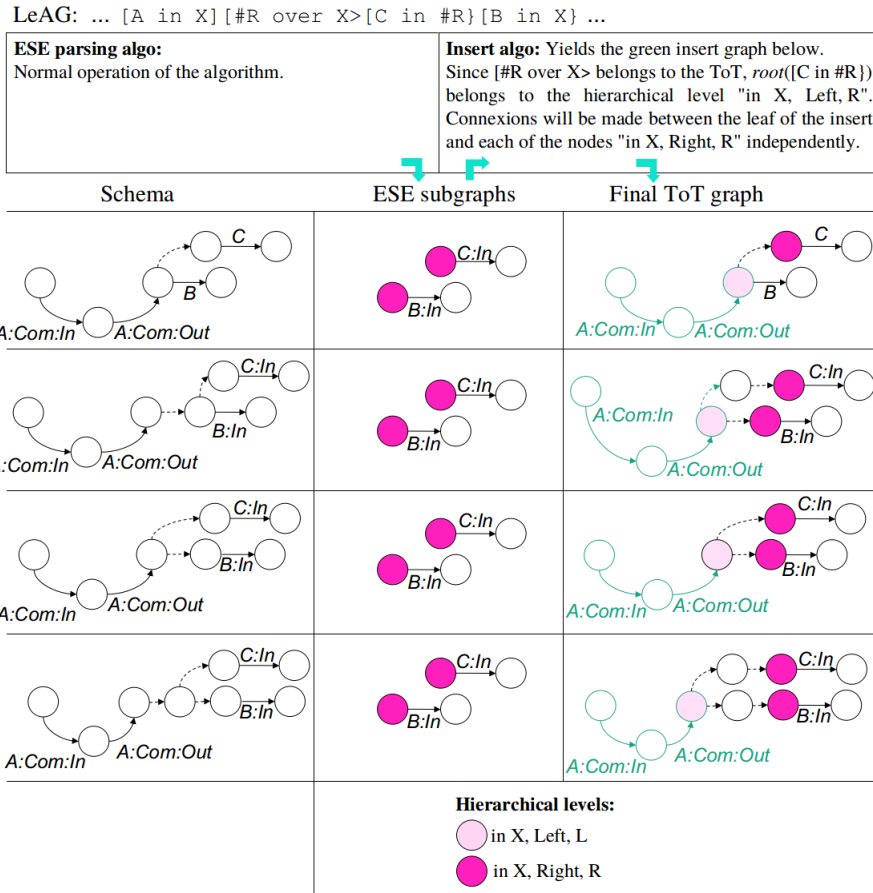 LeAG: ... [A in X][#R over X>[C in #R}[B in X} ...
ESE parsing algo:
Normal operation of the algorithm.
Insert algo: Yields the green insert graph below.
Since [#R over X> belongs to the ToT, root([C in #R})
belongs to the hierarchical level "in X, Left, R".
Connexions will be made between the leaf of the insert
and each of the nodes "in X, Right, R" independently.
Schema ESE subgraphs Final ToT graph
C
B
A:Com:In A:Com:Out
C:In
B:In
C
B
A:Com:In A:Com:Out
C:In
B:In
A:Com:In A:Com:Out
C:In
B:In
C:In
A:Com:In
B:In
A:Com:Out
C:In
B:In
A:Com:In A:Com:Out
C:In
B:In
C:In
B:In
A:Com:In A:Com:Out
C:In
B:In
A:Com:In A:Com:Out
C:In
B:In
C:In
B:In
A:Com:In A:Com:Out
Hierarchical levels:
in X, Left, L
in X, Right, R